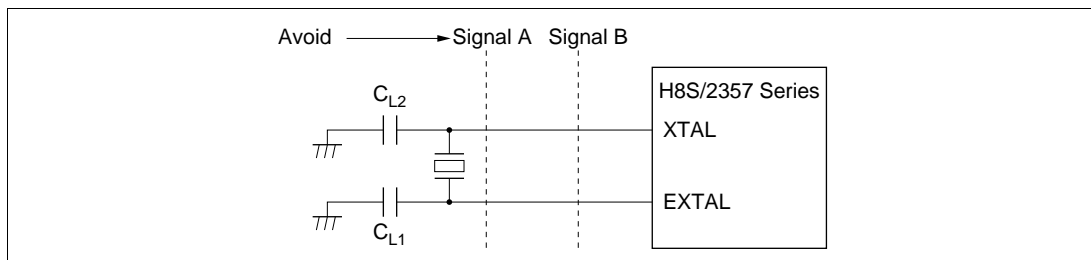 Avoid Signal A Signal B
H8S/2357 Series
CL2
XTAL
EXTAL
CL1